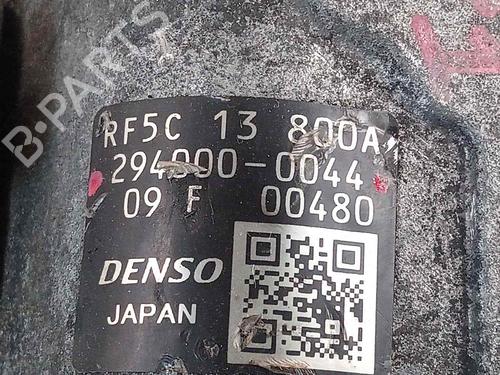 B-PARTS
RF5C 13 800A
294000-0044
09 F 00480
DENSO
JAPAN